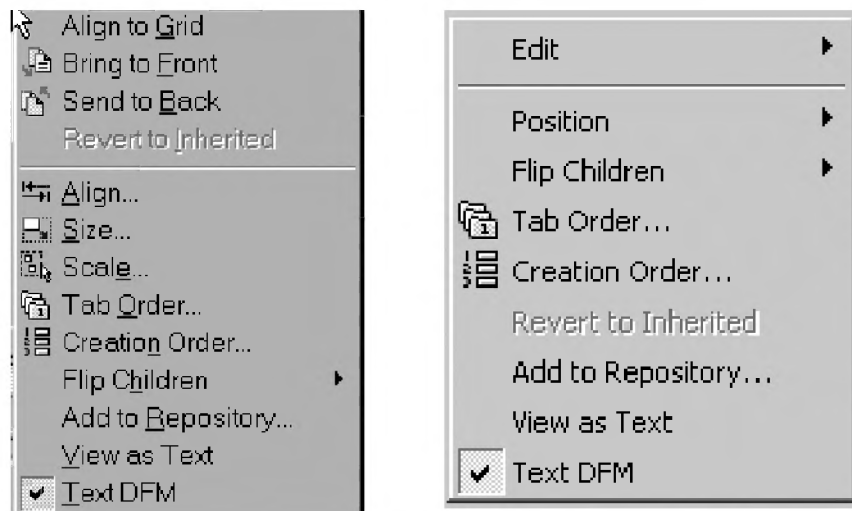 Align to Grid
Bring to Front
Send to Back
Revert to Inherited
Align...
Size...
Scale...
Tab Order...
Creation Order...
Flip Children
Add to Repository...
View as Text
Text DFM
Edit
Position
Flip Children
Tab Order...
Creation Order...
Revert to Inherited
Add to Repository...
View as Text
Text DFM